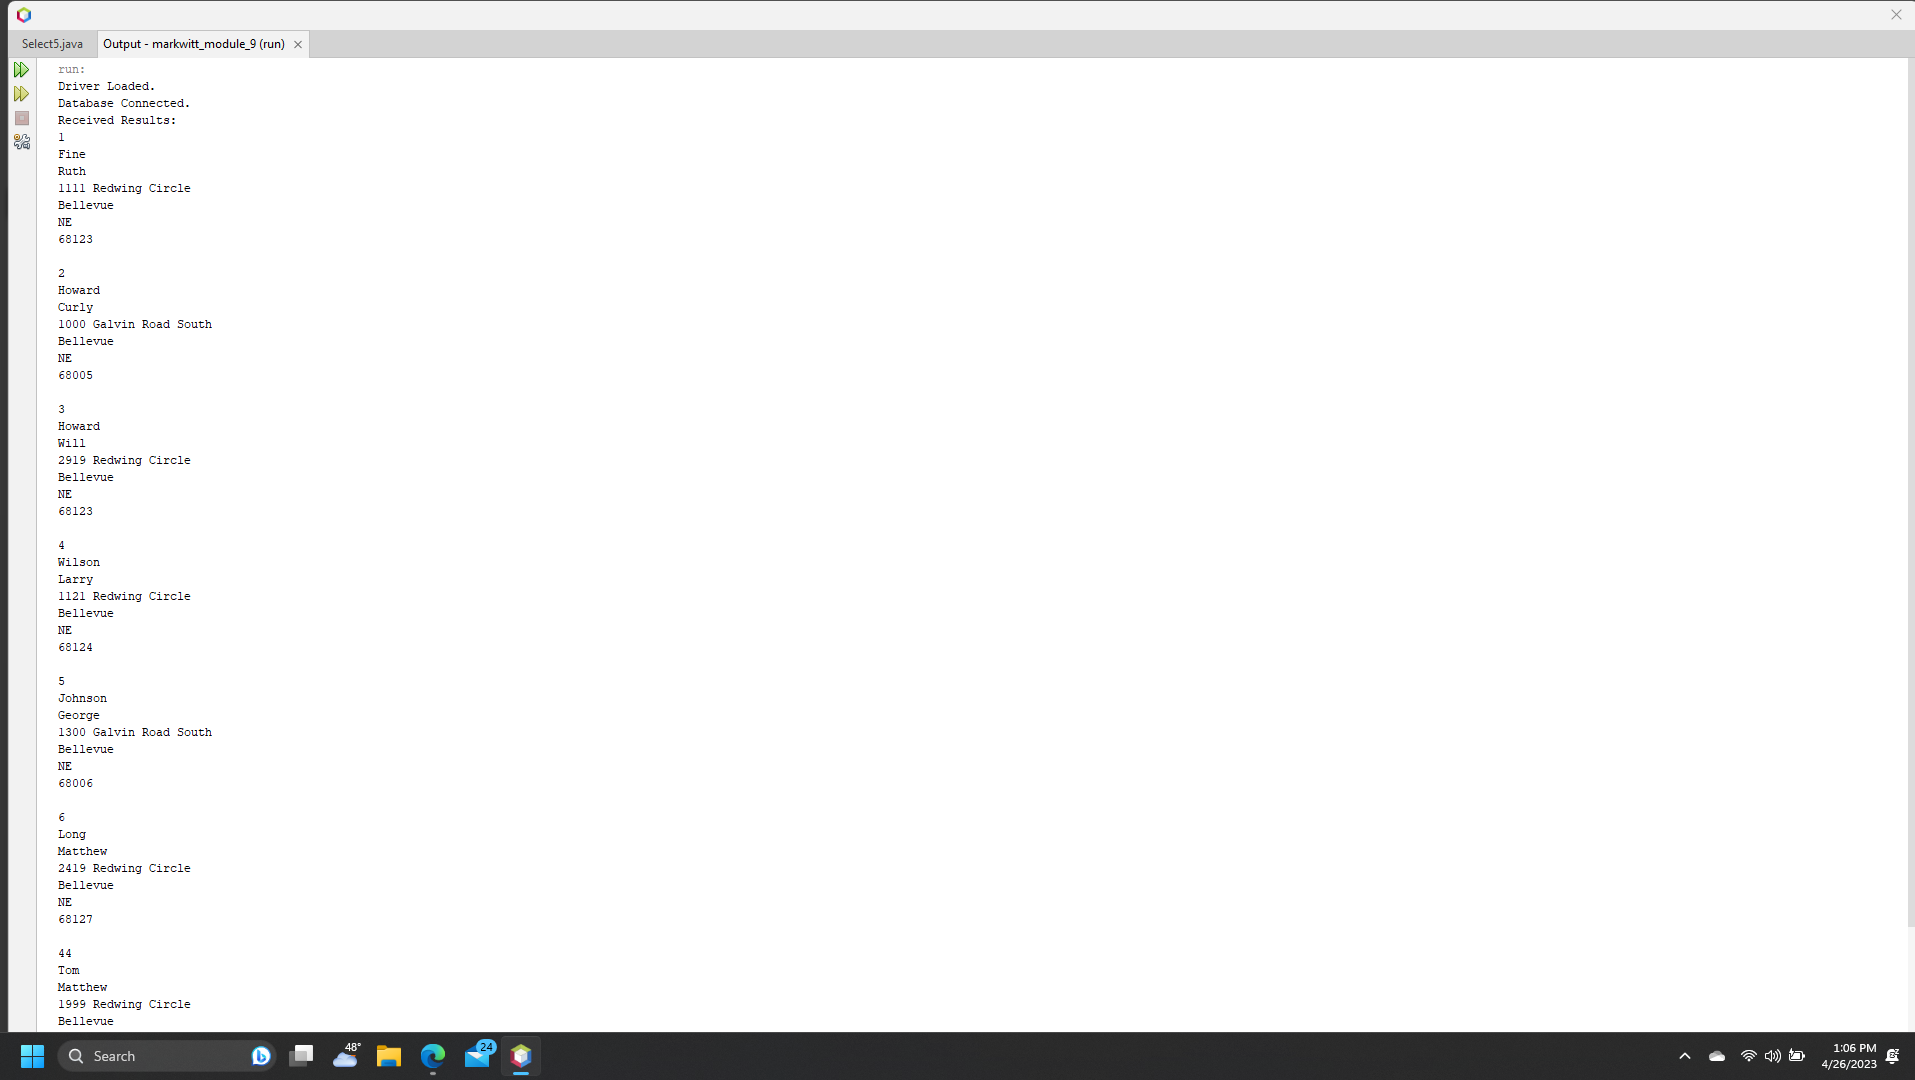 Select5.java
Output - markwitt_module_9 (run)
run:
Driver Loaded.
Database Connected.
Received Results:
1
Fine
Ruth
1111 Redwing Circle
Bellevue
NE
68123
2
Howard
Curly
1000 Galvin Road South
Bellevue
NE
68005
3
Howard
Will
2919 Redwing Circle
Bellevue
NE
68123
4
Wilson
Larry
1121 Redwing Circle
Bellevue
NE
68124
5
Johnson
George
1300 Galvin Road South
Bellevue
NE
68006
6
Long
Matthew
2419 Redwing Circle
Bellevue
NE
68127
44
Tom
Matthew
1999 Redwing Circle
Bellevue
Search
48°
24
1:06 PM
4/26/2023